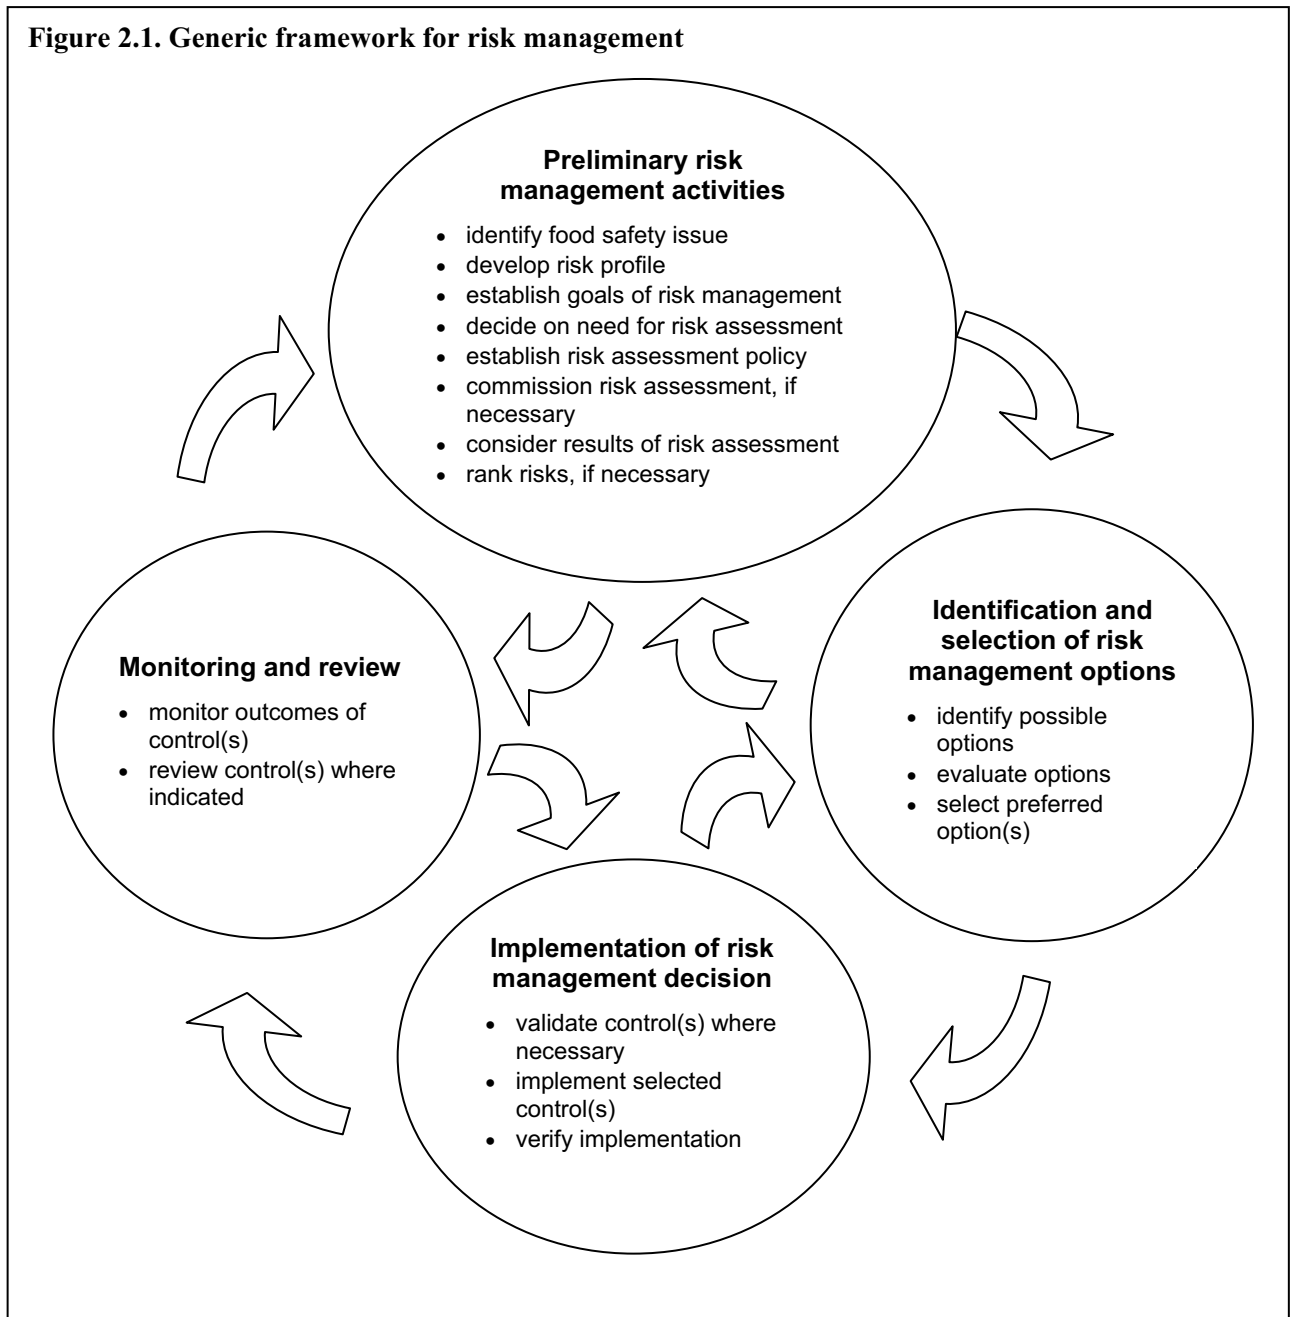 Figure 2.1. Generic framework for risk management
Preliminary risk
management activities
• identify food safety issue
• develop risk profile
• establish goals of risk management
• decide on need for risk assessment
• establish risk assessment policy
• commission risk assessment, if
necessary
• consider results of risk assessment
• rank risks, if necessary
Identification and
selection of risk
management options
• identify possible
options
• evaluate options
• select preferred
option(s)
Implementation of risk
management decision
• validate control(s) where
necessary
• implement selected
control(s)
• verify implementation
Monitoring and review
• monitor outcomes of
control(s)
• review control(s) where
indicated